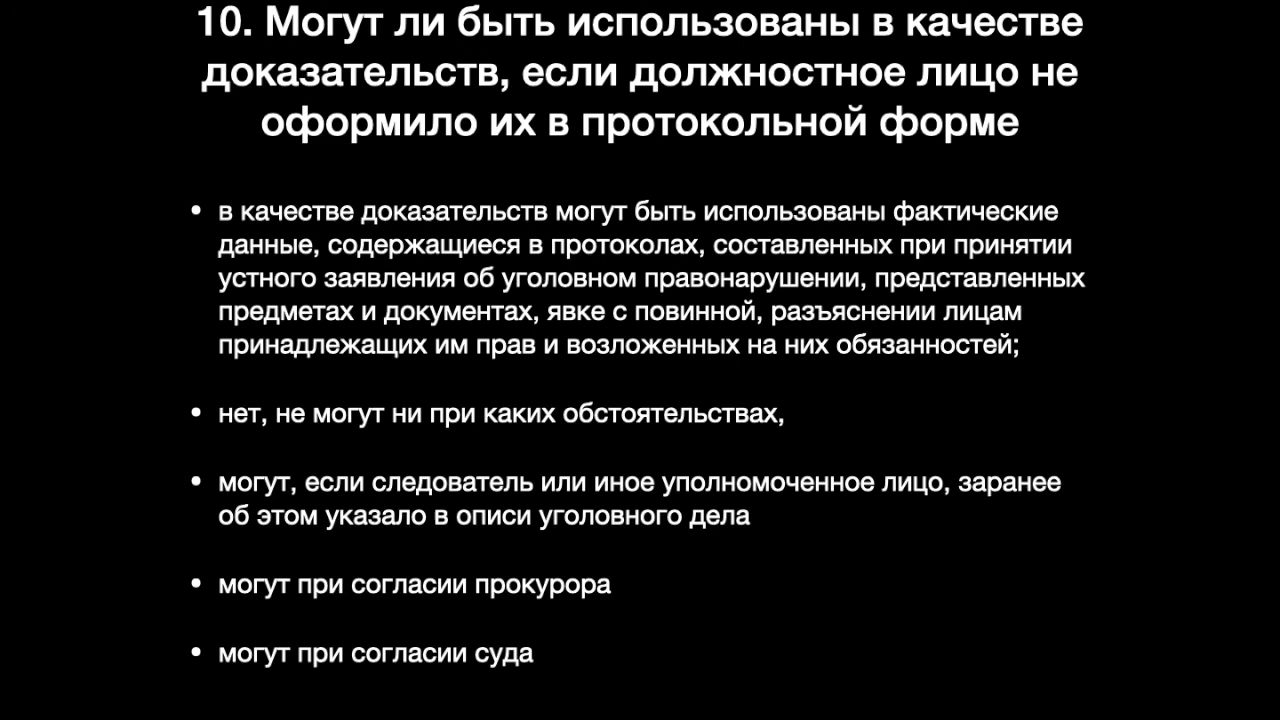 10. Могут ли быть использованы в качестве
доказательств, если должностное лицо не
оформило их в протокольной форме
• в качестве доказательств могут быть использованы фактические
данные, содержащиеся в протоколах, составленных при принятии
устного заявления об уголовном правонарушении, представленных
предметах и документах, явке с повинной, разъяснении лицам
принадлежащих им прав и возложенных на них обязанностей;
• нет, не могут ни при каких обстоятельствах,
• могут, если следователь или иное уполномоченное лицо, заранее
об этом указало в описи уголовного дела
• могут при согласии прокурора
• могут при согласии суда